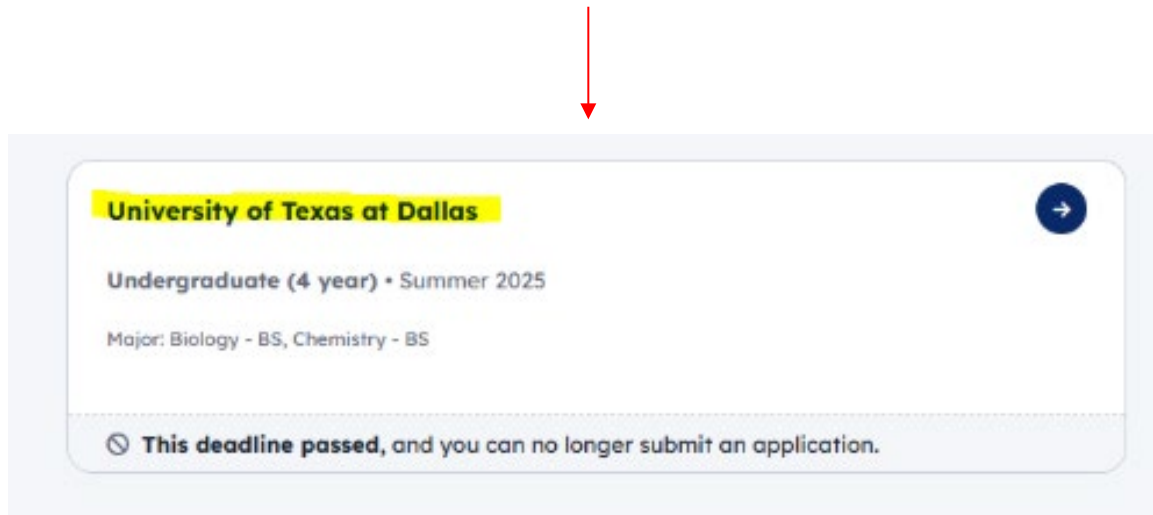 University of Texas at Dallas
Undergraduate (4 year) • Summer 2025
Major: Biology - BS, Chemistry - BS
This deadline passed, and you can no longer submit an application.